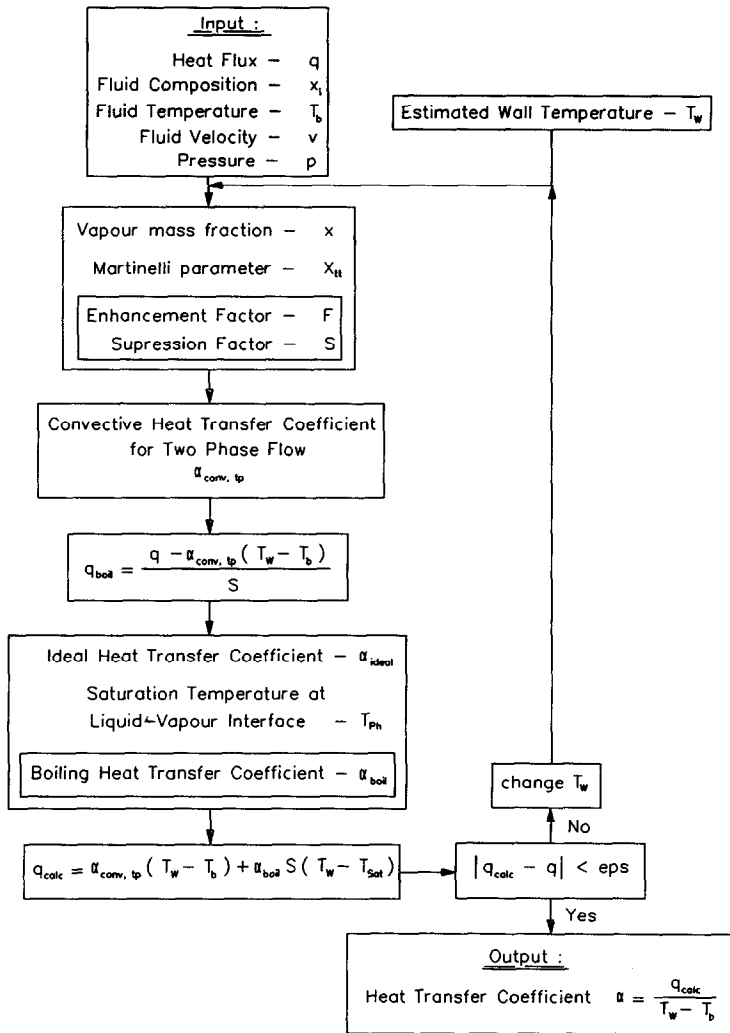 Input :
Heat Flux – q
Fluid Composition – x_i
Fluid Temperature – T_b
Fluid Velocity – v
Pressure – p
Estimated Wall Temperature – T_w
Vapour mass fraction – x
Martinelli parameter – X_tt
Enhancement Factor – F
Supression Factor – S
Convective Heat Transfer Coefficient
for Two Phase Flow
α_conv, tp
q_boil = (q – α_conv, tp (T_w – T_b)) / S
Ideal Heat Transfer Coefficient – α_ideal
Saturation Temperature at
Liquid–Vapour Interface – T_Ph
Boiling Heat Transfer Coefficient – α_boil
change T_w
No
q_calc = α_conv, tp (T_w – T_b) + α_boil S (T_w – T_Sat)
|q_calc – q| < eps
Yes
Output :
Heat Transfer Coefficient α = q_calc / (T_w – T_b)